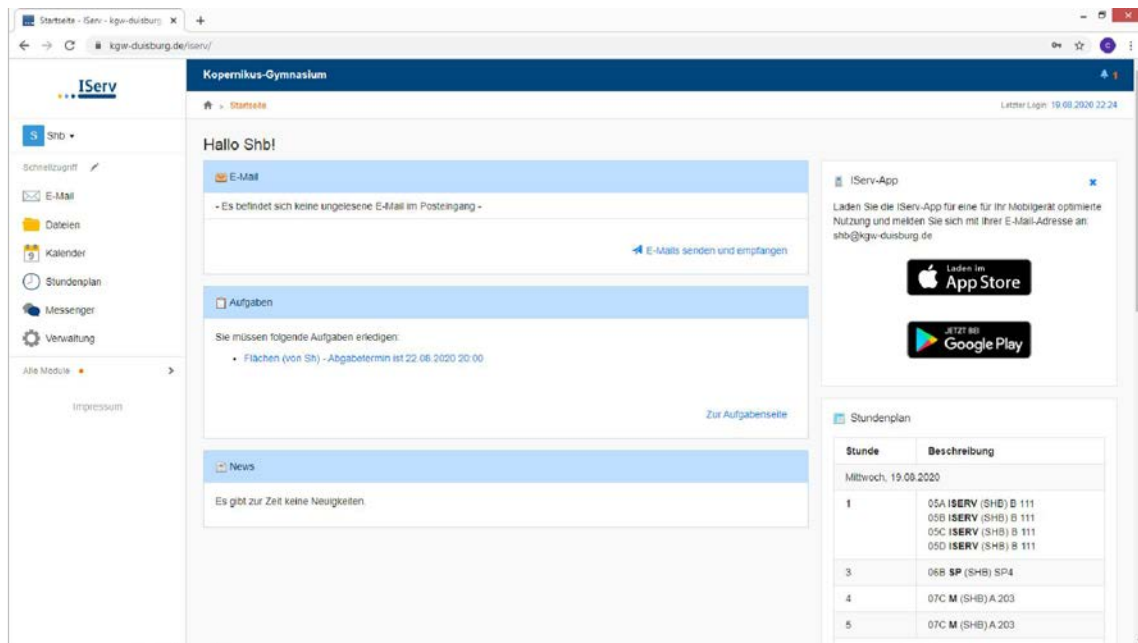 Startseite - IServ - kgw-duisburg
kgw-duisburg.de/iserv/
IServ
Kopernikus-Gymnasium
1
Startseite
Letzter Login: 19.08.2020 22:24
S Shb
Schnellzugriff
E-Mail
Dateien
9 Kalender
Stundenplan
Messenger
Verwaltung
Alle Module
Impressum
Hallo Shb!
E-Mail
- Es befindet sich keine ungelesene E-Mail im Posteingang -
E-Mails senden und empfangen
Aufgaben
Sie müssen folgende Aufgaben erledigen:
Flächen (von Sh) - Abgabetermin ist 22.08.2020 20:00
Zur Aufgabenseite
News
Es gibt zur Zeit keine Neuigkeiten.
IServ-App
Laden Sie die IServ-App für eine für Ihr Mobilgerät optimierte
Nutzung und melden Sie sich mit Ihrer E-Mail-Adresse an:
shb@kgw-duisburg.de
Laden im
App Store
JETZT BEI
Google Play
Stundenplan
Stunde Beschreibung
Mittwoch, 19.08.2020
1 05A ISERV (SHB) B 111
05B ISERV (SHB) B 111
05C ISERV (SHB) B 111
05D ISERV (SHB) B 111
3 06B SP (SHB) SP4
4 07C M (SHB) A 203
5 07C M (SHB) A 203